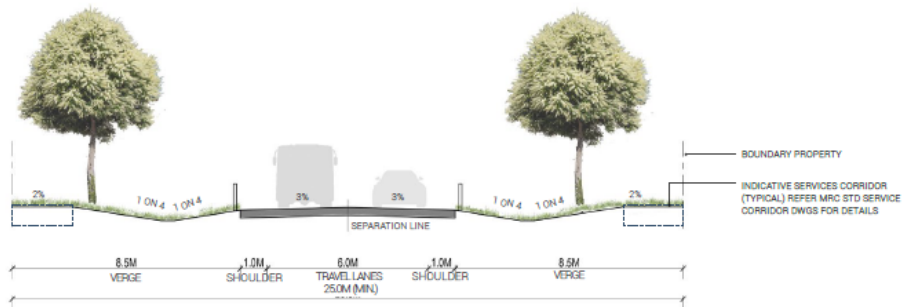 BOUNDARY PROPERTY
2%
1 ON 4
1 ON 4
3%
3%
1 ON 4
1 ON 4
2%
INDICATIVE SERVICES CORRIDOR
(TYPICAL) REFER MRC STD SERVICE
CORRIDOR DWGS FOR DETAILS
SEPARATION LINE
8.5M
1.0M
6.0M
1.0M
8.5M
VERGE
SHOULDER
TRAVEL LANES
SHOULDER
VERGE
25.0M (MIN.)